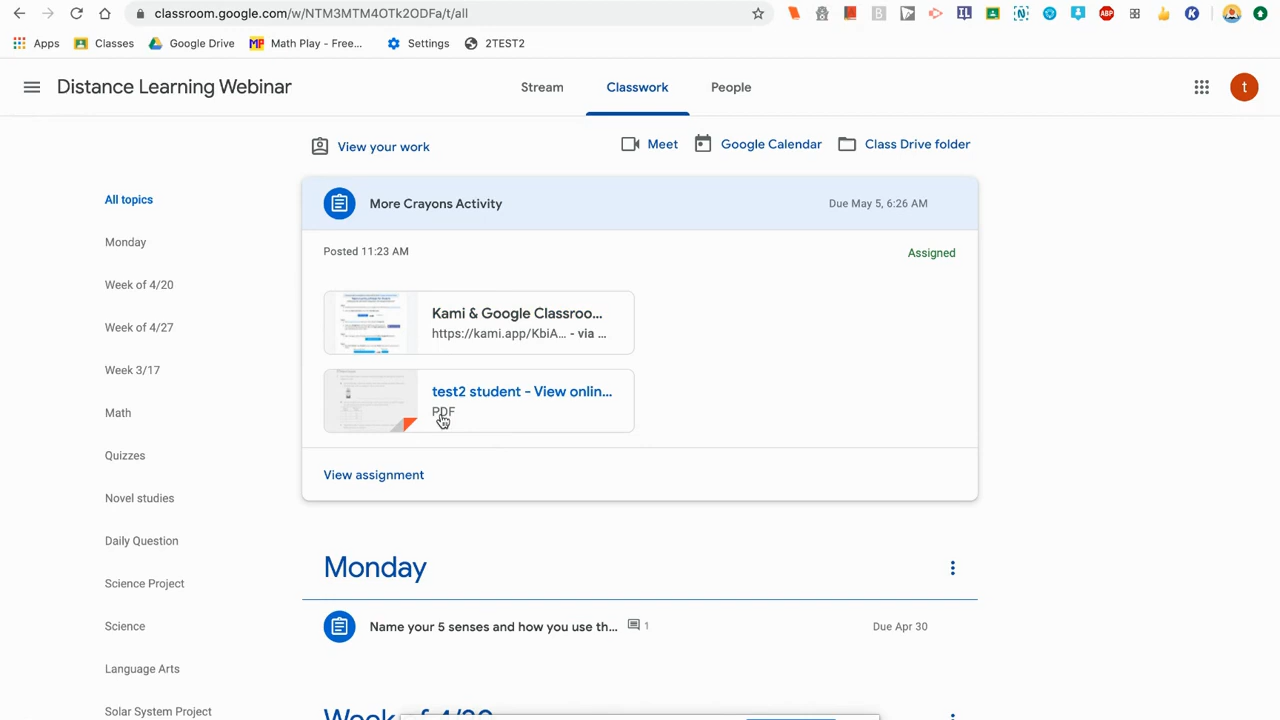 classroom.google.com/w/NTM3MTM4OTk2ODFa/t/all
Apps Classes Google Drive Math Play - Free... Settings 2TEST2
Distance Learning Webinar
Stream Classwork People
t
View your work
Meet Google Calendar Class Drive folder
All topics
Monday
Week of 4/20
Week of 4/27
Week 3/17
Math
Quizzes
Novel studies
Daily Question
Science Project
Science
Language Arts
Solar System Project
More Crayons Activity
Due May 5, 6:26 AM
Posted 11:23 AM
Assigned
Kami & Google Classroo...
https://kami.app/KbiA... - via ...
test2 student - View onlin...
PDF
View assignment
Monday
Name your 5 senses and how you use th...
1
Due Apr 30
Week of 4/20